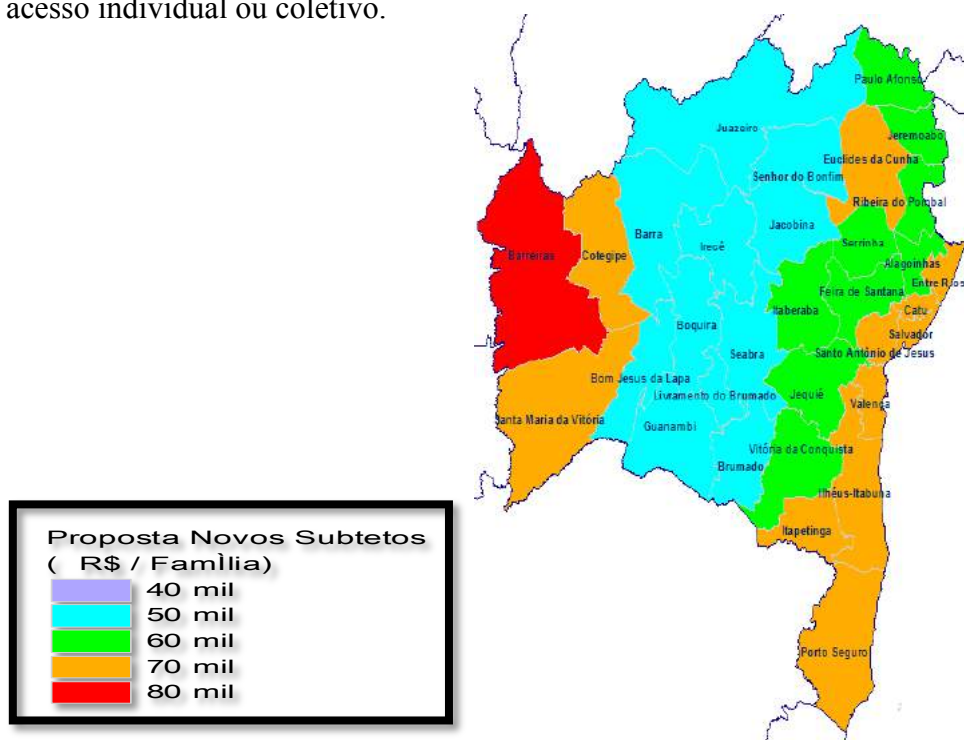 acesso individual ou coletivo.
Paulo Afonso
Juazeiro
Jeremoabo
Euclides da Cunha
Senhor do Bonfim
Ribeira do Pombal
Jacobina
Barra
Irecê
Serrinha
Barreiras
Cotegipe
Alagoinhas
Entre Rios
Feira de Santana
Itaberaba
Catu
Boquira
Salvador
Seabra
Santo Antônio de Jesus
Bom Jesus da Lapa
Livramento do Brumado
Jequié
Valença
Santa Maria da Vitória
Guanambi
Vitória da Conquista
Brumado
Ilhéus-Itabuna
Itapetinga
Porto Seguro
Proposta Novos Subtetos
( R$ / FamÌlia)
40 mil
50 mil
60 mil
70 mil
80 mil